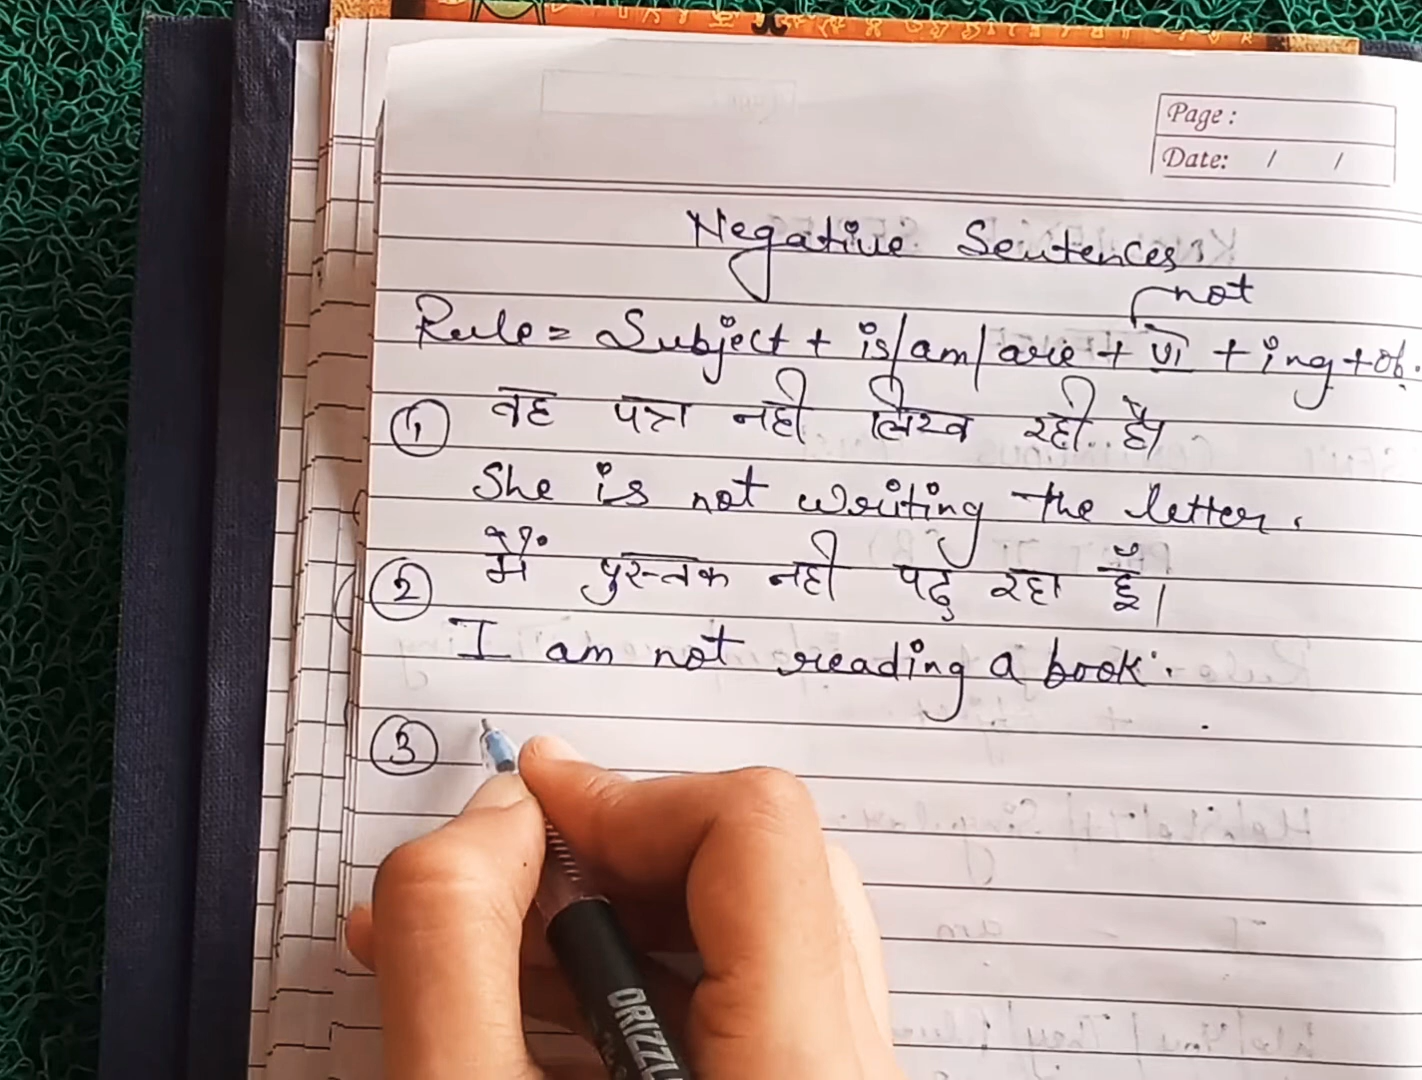 Page :
Date: / /
Negative Sentences
not
Rule = Subject + is/am/are + V1 + ing + Ob.
① वह पत्र नही लिख रही है।
She is not writing the letter.
② मैं पुस्तक नही पढ़ रहा हूँ।
I am not reading a book.
③
DRIZZL